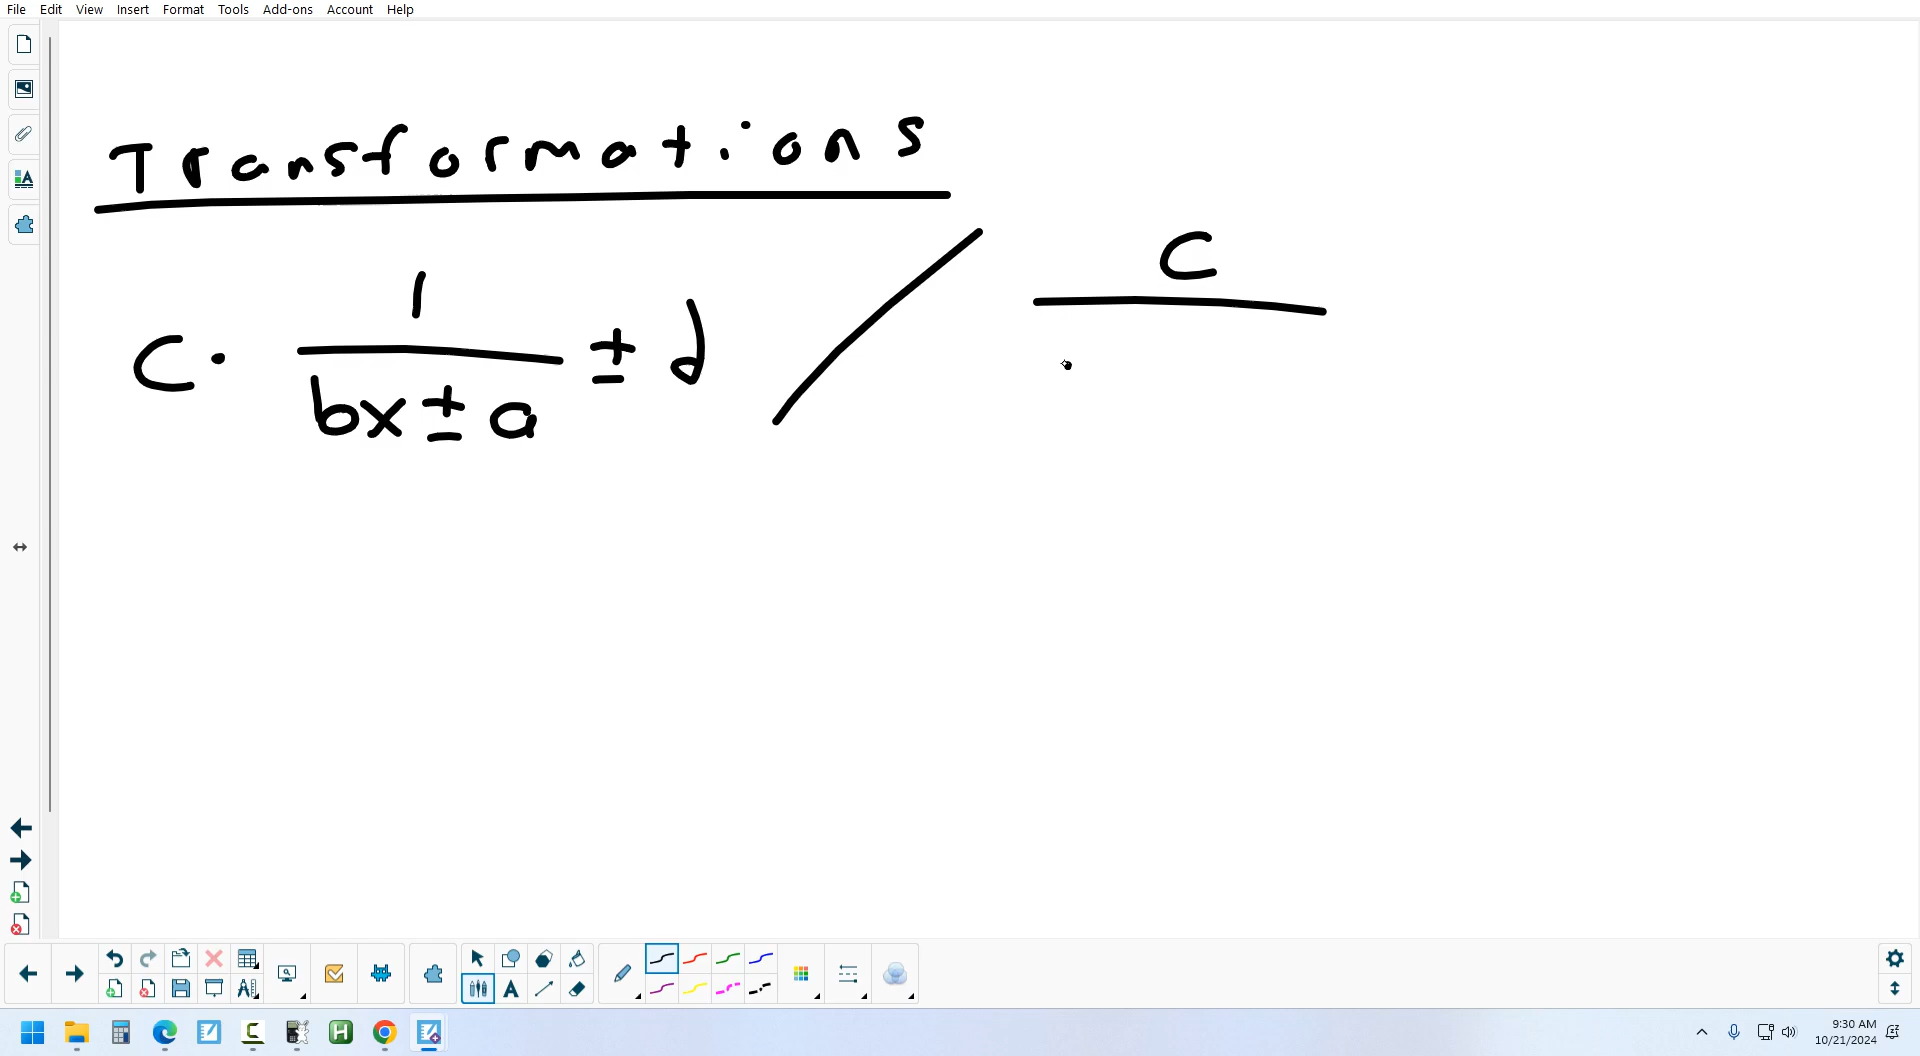 File Edit View Insert Format Tools Add-ons Account Help
Transformations
C · 1/(bx ± a) ± d / C
9:30 AM
10/21/2024